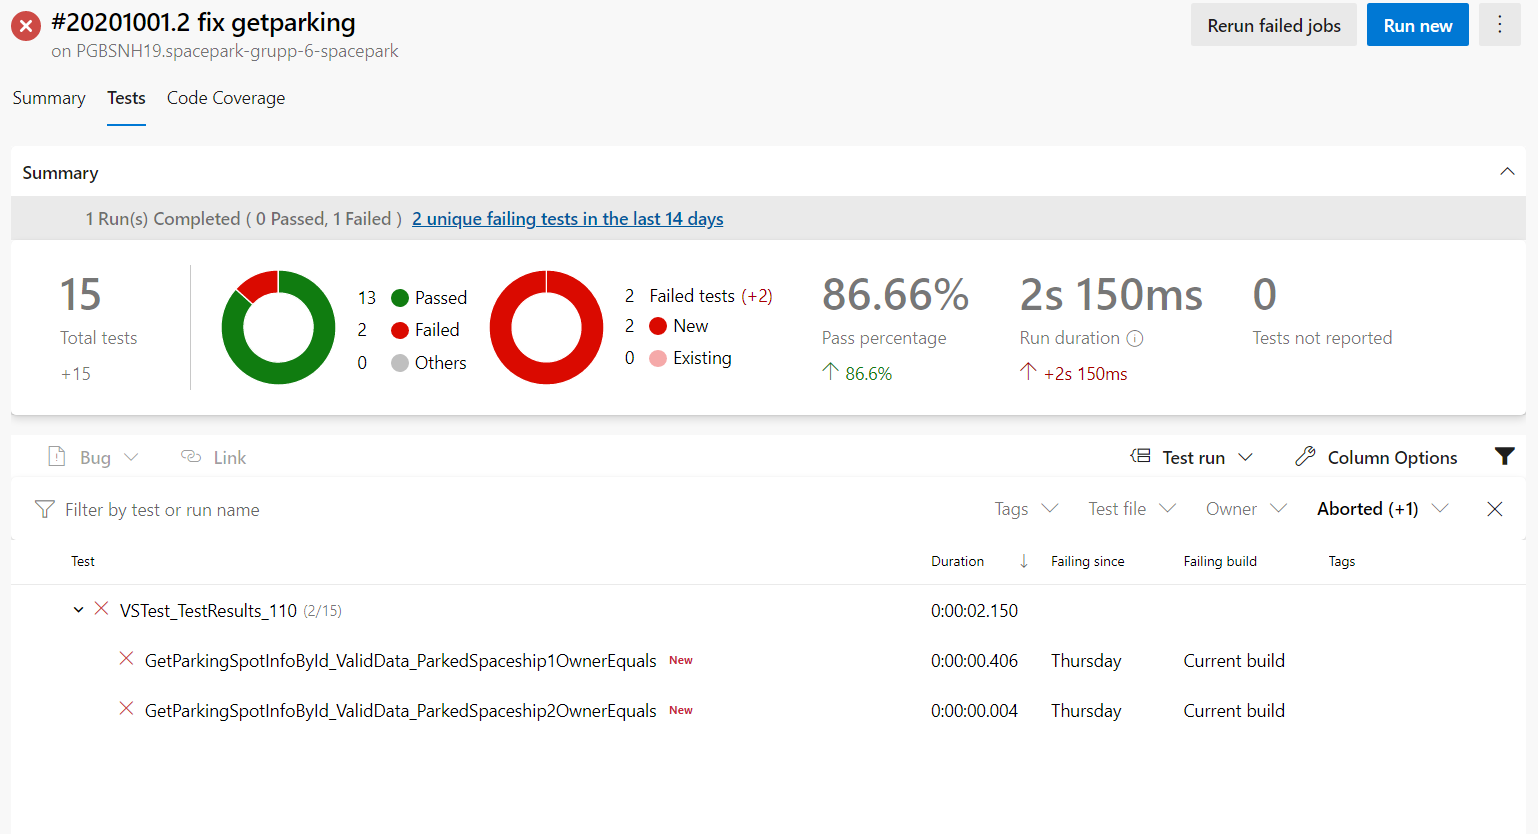 #20201001.2 fix getparking
on PGBSNH19.spacepark-grupp-6-spacepark
Rerun failed jobs
Run new
Summary Tests Code Coverage
Summary
1 Run(s) Completed ( 0 Passed, 1 Failed ) 2 unique failing tests in the last 14 days
15
Total tests
+15
13 Passed
2 Failed
0 Others
2 Failed tests (+2)
2 New
0 Existing
86.66%
Pass percentage
86.6%
2s 150ms
Run duration
+2s 150ms
0
Tests not reported
Bug Link Test run Column Options
Filter by test or run name Tags Test file Owner Aborted (+1)
Test Duration Failing since Failing build Tags
VSTest_TestResults_110 (2/15) 0:00:02.150
GetParkingSpotInfoById_ValidData_ParkedSpaceship1OwnerEquals New 0:00:00.406 Thursday Current build
GetParkingSpotInfoById_ValidData_ParkedSpaceship2OwnerEquals New 0:00:00.004 Thursday Current build